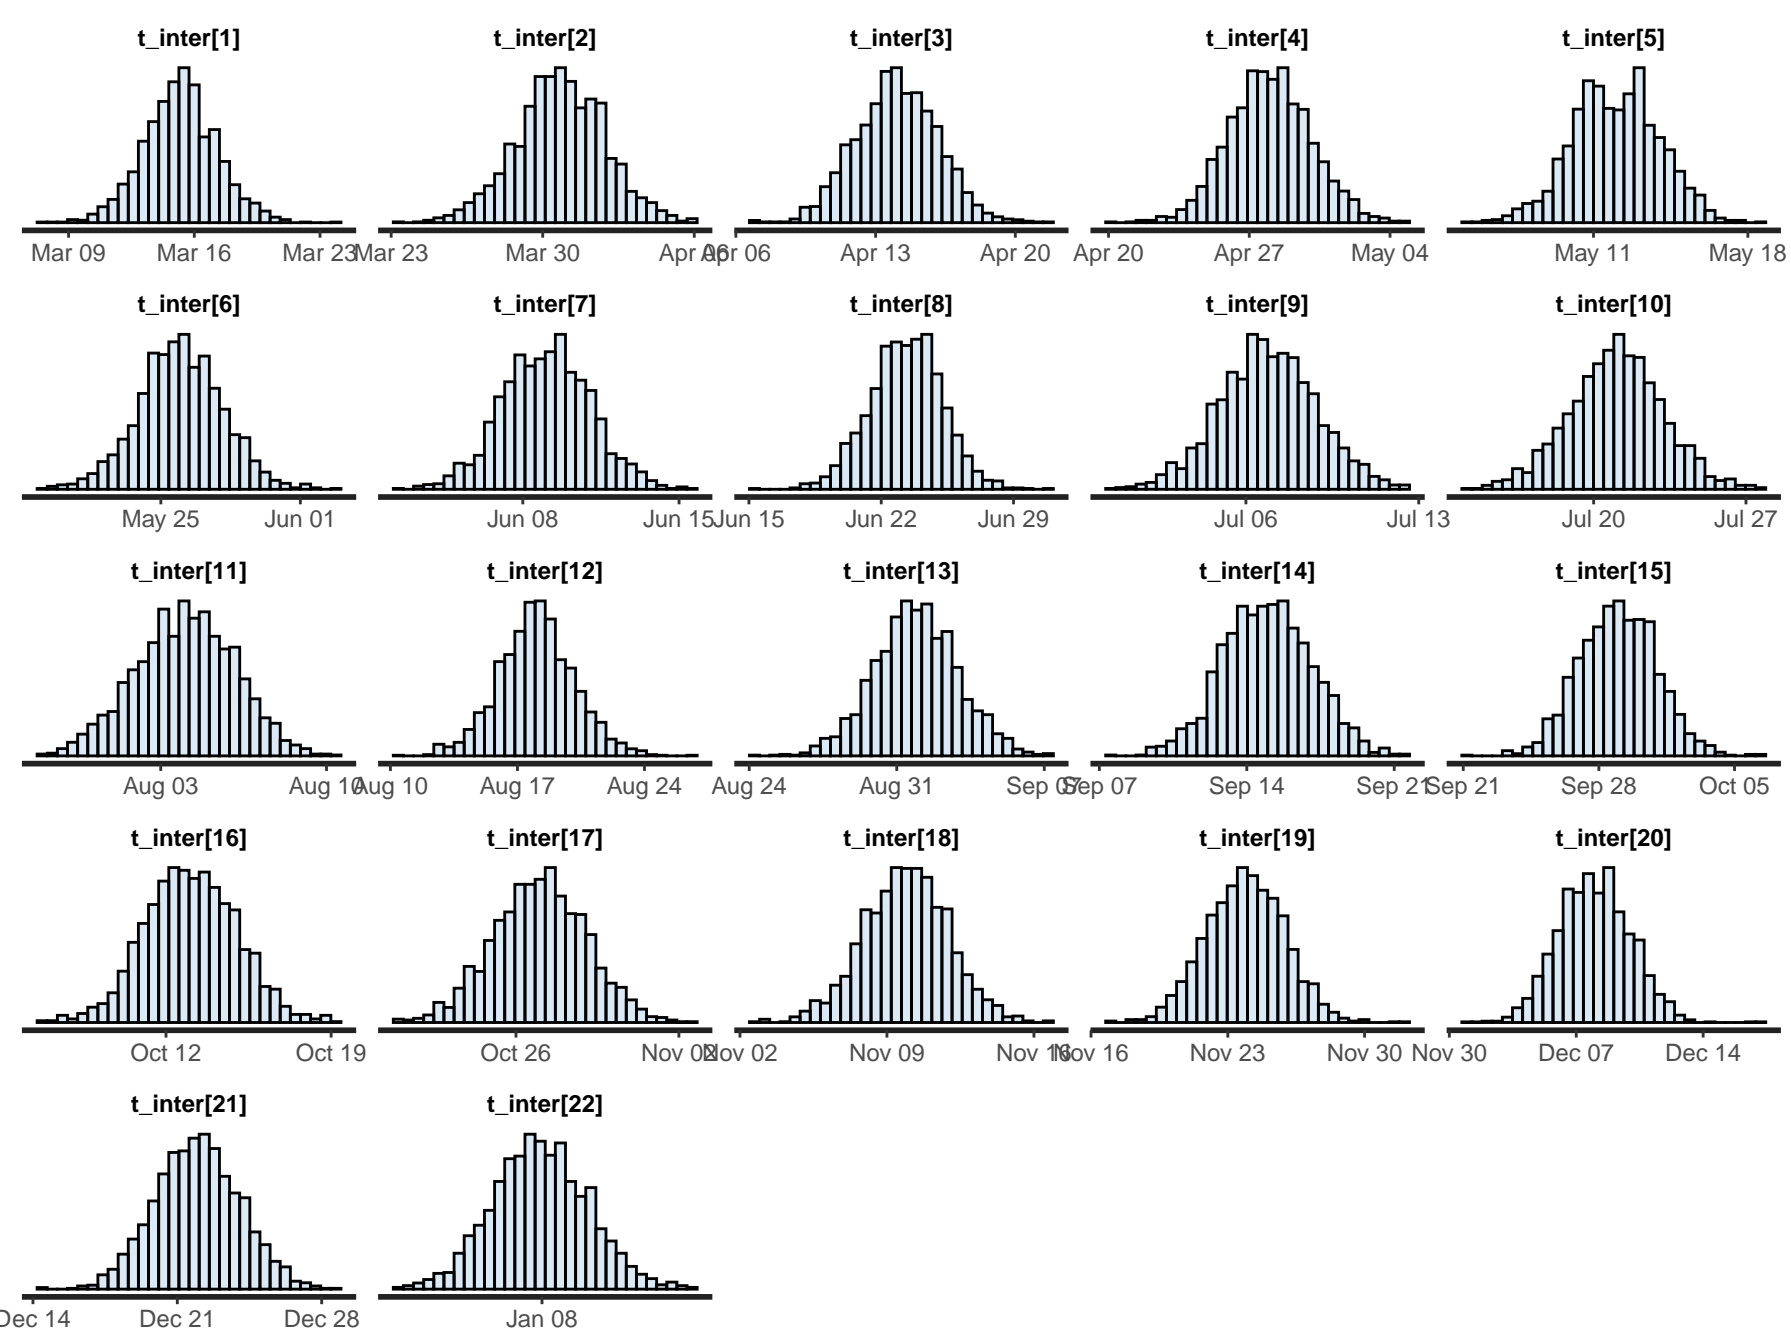 t_inter[1] t_inter[2] t_inter[3] t_inter[4] t_inter[5]
Mar 09 Mar 16 Mar 23 Mar 23 Mar 30 Apr 06 Apr 06 Apr 13 Apr 20 Apr 20 Apr 27 May 04 May 11 May 18
t_inter[6] t_inter[7] t_inter[8] t_inter[9] t_inter[10]
May 25 Jun 01 Jun 08 Jun 15 Jun 15 Jun 22 Jun 29 Jul 06 Jul 13 Jul 20 Jul 27
t_inter[11] t_inter[12] t_inter[13] t_inter[14] t_inter[15]
Aug 03 Aug 10 Aug 10 Aug 17 Aug 24 Aug 24 Aug 31 Sep 07 Sep 07 Sep 14 Sep 21 Sep 21 Sep 28 Oct 05
t_inter[16] t_inter[17] t_inter[18] t_inter[19] t_inter[20]
Oct 12 Oct 19 Oct 26 Nov 02 Nov 02 Nov 09 Nov 16 Nov 16 Nov 23 Nov 30 Nov 30 Dec 07 Dec 14
t_inter[21] t_inter[22]
Dec 14 Dec 21 Dec 28 Jan 08